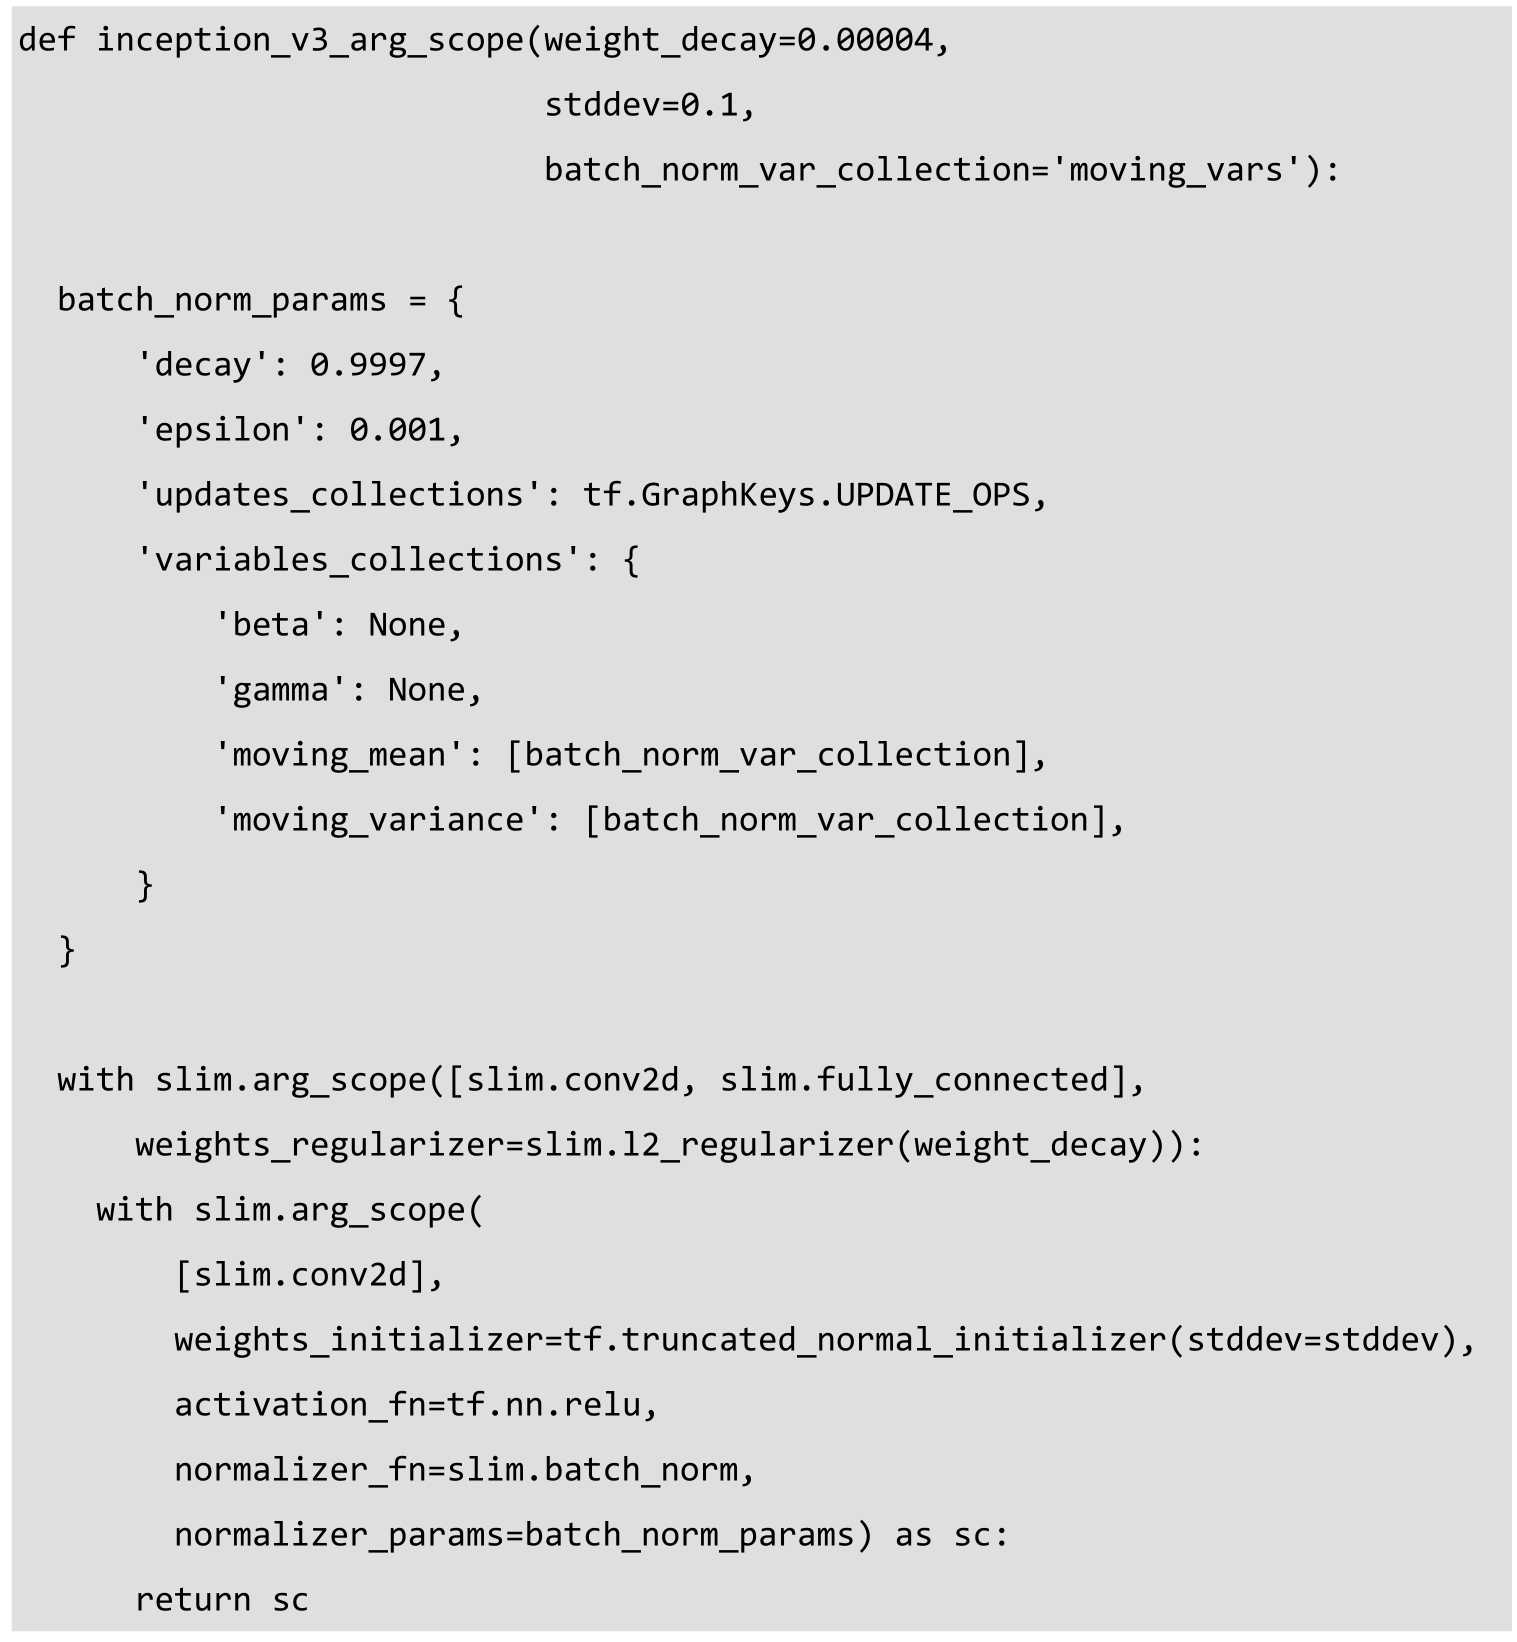 def inception_v3_arg_scope(weight_decay=0.00004,
                           stddev=0.1,
                           batch_norm_var_collection='moving_vars'):

  batch_norm_params = {
      'decay': 0.9997,
      'epsilon': 0.001,
      'updates_collections': tf.GraphKeys.UPDATE_OPS,
      'variables_collections': {
          'beta': None,
          'gamma': None,
          'moving_mean': [batch_norm_var_collection],
          'moving_variance': [batch_norm_var_collection],
      }
  }

  with slim.arg_scope([slim.conv2d, slim.fully_connected],
      weights_regularizer=slim.l2_regularizer(weight_decay)):
    with slim.arg_scope(
        [slim.conv2d],
        weights_initializer=tf.truncated_normal_initializer(stddev=stddev),
        activation_fn=tf.nn.relu,
        normalizer_fn=slim.batch_norm,
        normalizer_params=batch_norm_params) as sc:
      return sc